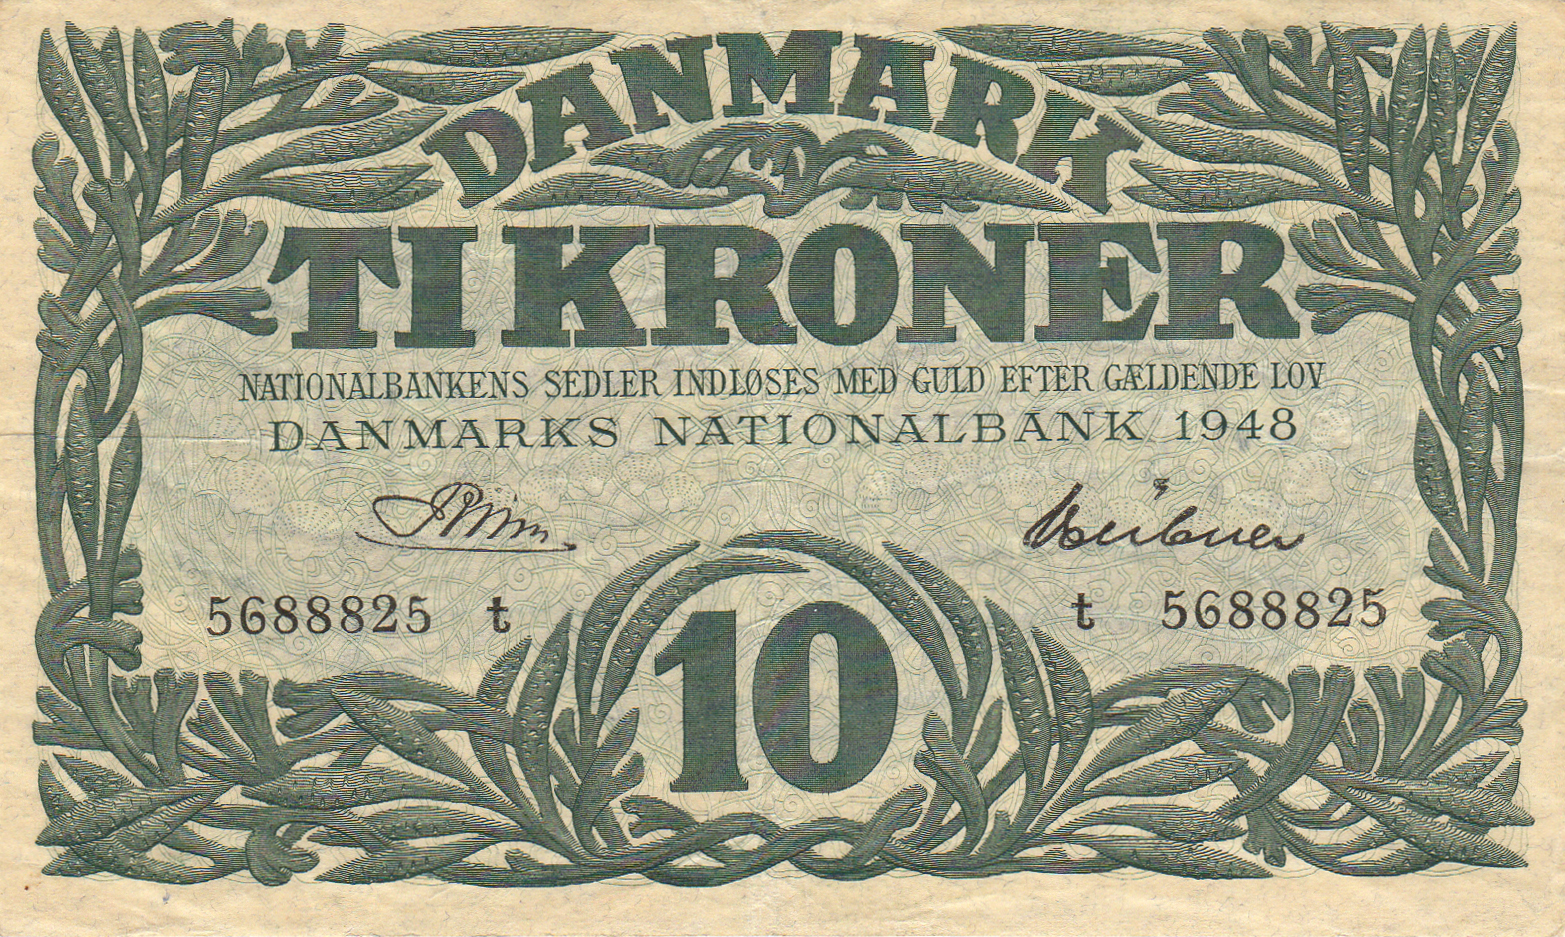 DANMARK
TI KRONER
NATIONALBANKENS SEDLER INDLØSES MED GULD EFTER GÆLDENDE LOV
DANMARKS NATIONALBANK 1948
5688825 t t 5688825
10